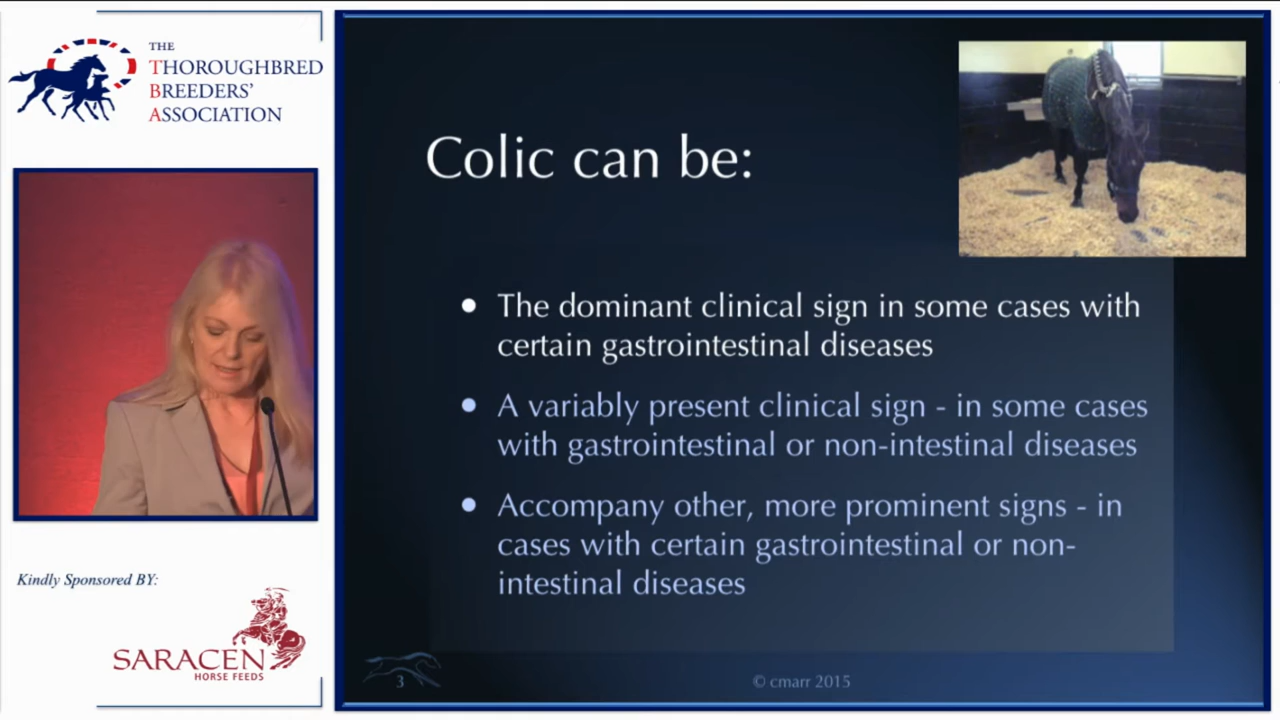 THE
THOROUGHBRED
BREEDERS'
ASSOCIATION
Kindly Sponsored BY:
SARACEN
HORSE FEEDS
Colic can be:
• The dominant clinical sign in some cases with
certain gastrointestinal diseases
• A variably present clinical sign - in some cases
with gastrointestinal or non-intestinal diseases
• Accompany other, more prominent signs - in
cases with certain gastrointestinal or non-
intestinal diseases
3
© cmarr 2015